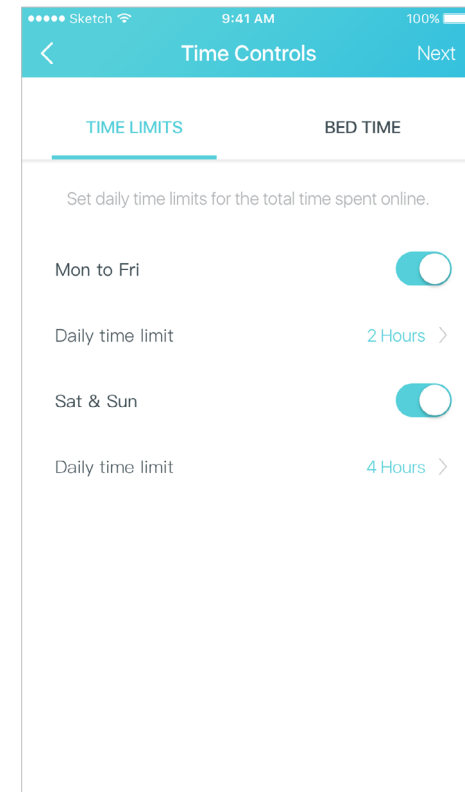 Sketch 9:41 AM 100%
Time Controls Next
TIME LIMITS BED TIME
Set daily time limits for the total time spent online.
Mon to Fri
Daily time limit 2 Hours
Sat & Sun
Daily time limit 4 Hours